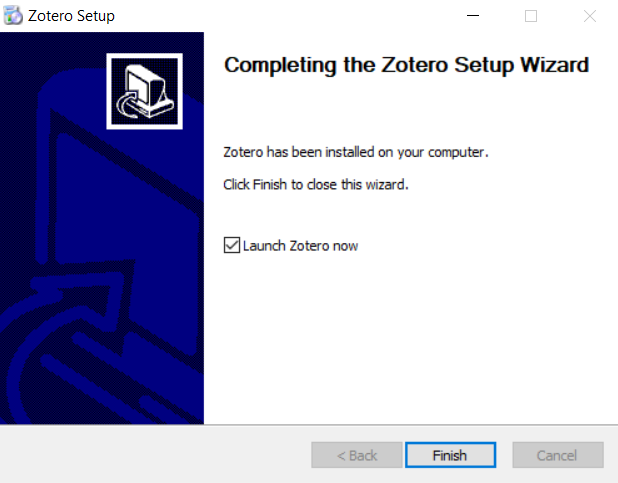 Zotero Setup
Completing the Zotero Setup Wizard
Zotero has been installed on your computer.
Click Finish to close this wizard.
Launch Zotero now
< Back
Finish
Cancel